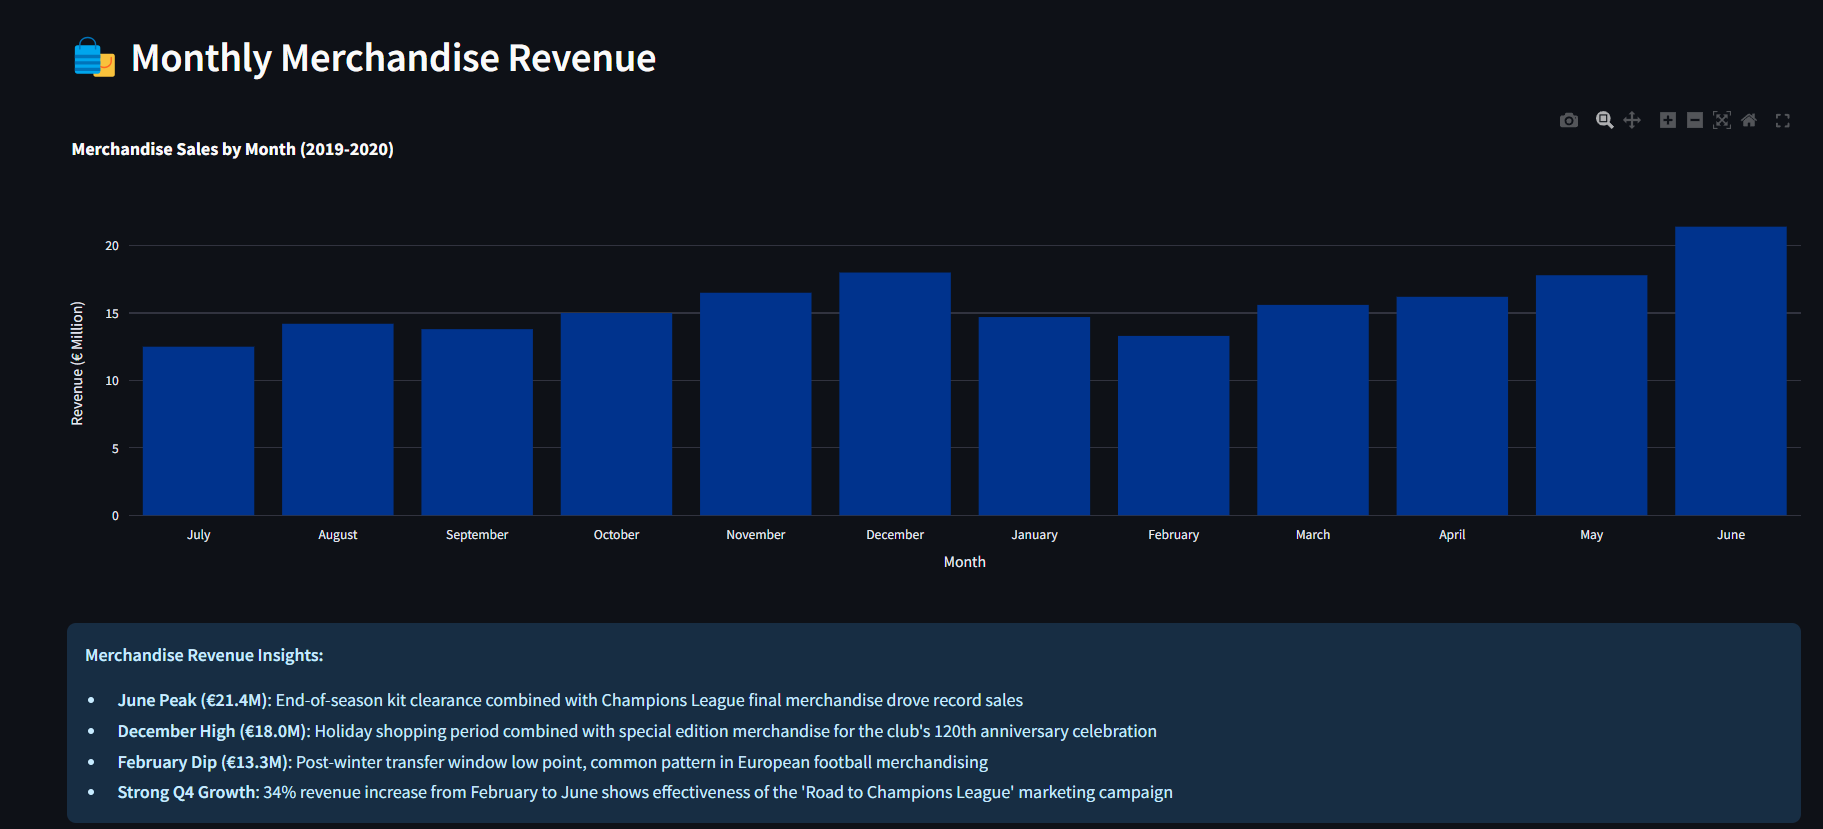 Monthly Merchandise Revenue
Merchandise Sales by Month (2019-2020)
Revenue (€ Million)
20
15
10
5
0
July August September October November December January February March April May June
Month
Merchandise Revenue Insights:
• June Peak (€21.4M): End-of-season kit clearance combined with Champions League final merchandise drove record sales
• December High (€18.0M): Holiday shopping period combined with special edition merchandise for the club's 120th anniversary celebration
• February Dip (€13.3M): Post-winter transfer window low point, common pattern in European football merchandising
• Strong Q4 Growth: 34% revenue increase from February to June shows effectiveness of the 'Road to Champions League' marketing campaign